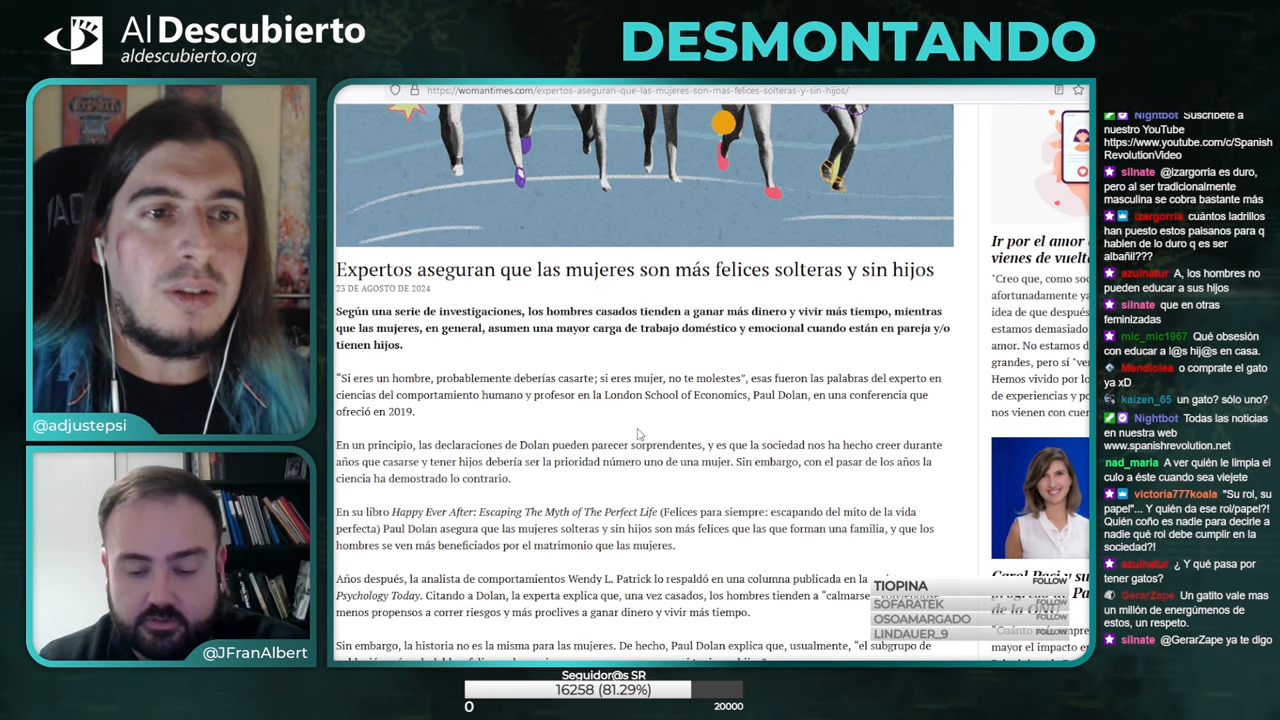 Al Descubierto
aldescubierto.org
DESMONTANDO
@adjustepsi
@JFranAlbert
https://womantimes.com/expertos-aseguran-que-las-mujeres-son-mas-felices-solteras-y-sin-hijos/
Expertos aseguran que las mujeres son más felices solteras y sin hijos
23 DE AGOSTO DE 2024
Según una serie de investigaciones, los hombres casados tienden a ganar más dinero y vivir más tiempo, mientras
que las mujeres, en general, asumen una mayor carga de trabajo doméstico y emocional cuando están en pareja y/o
tienen hijos.
“Si eres un hombre, probablemente deberías casarte; si eres mujer, no te molestes”, esas fueron las palabras del experto en
ciencias del comportamiento humano y profesor en la London School of Economics, Paul Dolan, en una conferencia que
ofreció en 2019.
En un principio, las declaraciones de Dolan pueden parecer sorprendentes, y es que la sociedad nos ha hecho creer durante
años que casarse y tener hijos debería ser la prioridad número uno de una mujer. Sin embargo, con el pasar de los años la
ciencia ha demostrado lo contrario.
En su libro Happy Ever After: Escaping The Myth of The Perfect Life (Felices para siempre: escapando del mito de la vida
perfecta) Paul Dolan asegura que las mujeres solteras y sin hijos son más felices que las que forman una familia, y que los
hombres se ven más beneficiados por el matrimonio que las mujeres.
Años después, la analista de comportamientos Wendy L. Patrick lo respaldó en una columna publicada en la
Psychology Today. Citando a Dolan, la experta explica que, una vez casados, los hombres tienden a “calmarse
menos propensos a correr riesgos y más proclives a ganar dinero y vivir más tiempo.
Sin embargo, la historia no es la misma para las mujeres. De hecho, Paul Dolan explica que, usualmente, “el subgrupo de
Ir por el amor
vienes de vuelt
"Creo que, como so
afortunadamente ya
idea de que después
estamos demasiado
amor. No estamos d
grandes, pero sí "ver
Hemos vivido por lo
de experiencias y po
nos vienen con cuer
TIOPINA FOLLOW
SOFARATEK FOLLOW
OSOAMARGADO FOLLOW
LINDAUER_9 FOLLOW
mayor el impacto en
Nightbot Suscríbete a
nuestro YouTube
https://www.youtube.com/c/Spanish
RevolutionVideo
silnate @Izargorria es duro,
pero al ser tradicionalmente
masculina se cobra bastante más
izargorria cuántos ladrillos
han puesto estos paisanos para q
hablen de lo duro q es ser
albañil???
azulnatur A, los hombres no
pueden educar a sus hijos
silnate que en otras
feminizadas
mic_mic1967 Qué obsesión
con educar a l@s hij@s en casa.
Mendiolea o comprate el gato
ya xD
kaizen_65 un gato? sólo uno?
Nightbot Todas las noticias
en nuestra web
www.spanishrevolution.net
nad_maria A ver quién le limpia el
culo a éste cuando sea viejete
victoria777koala "Su rol, su
papel"... Y quién da ese rol/papel?!
Quién coño es nadie para decirle a
nadie qué rol debe cumplir en la
sociedad?!
azulnatur ¿ Y qué pasa por
tener gatos?
GerarZape Un gatito vale mas
que un millón de energúmenos de
estos, un respeto.
silnate @GerarZape ya te digo
Seguidor@s SR
16258 (81.29%)
0 20000